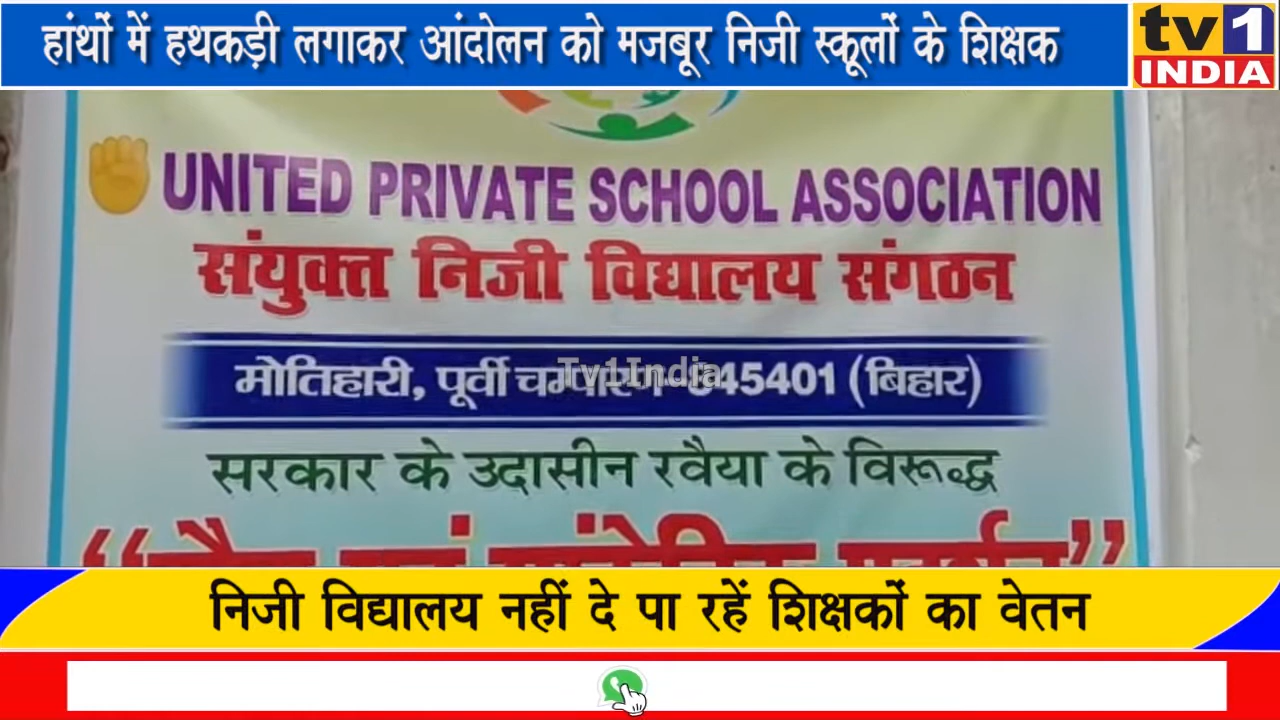 हांथों में हथकड़ी लगाकर आंदोलन को मजबूर निजी स्कूलों के शिक्षक
tv1
INDIA
UNITED PRIVATE SCHOOL ASSOCIATION
संयुक्त निजी विद्यालय संगठन
मोतिहारी, पूर्वी चम्पारण-845401 (बिहार)
Tv1India
सरकार के उदासीन रवैया के विरूद्ध
निजी विद्यालय नहीं दे पा रहें शिक्षकों का वेतन